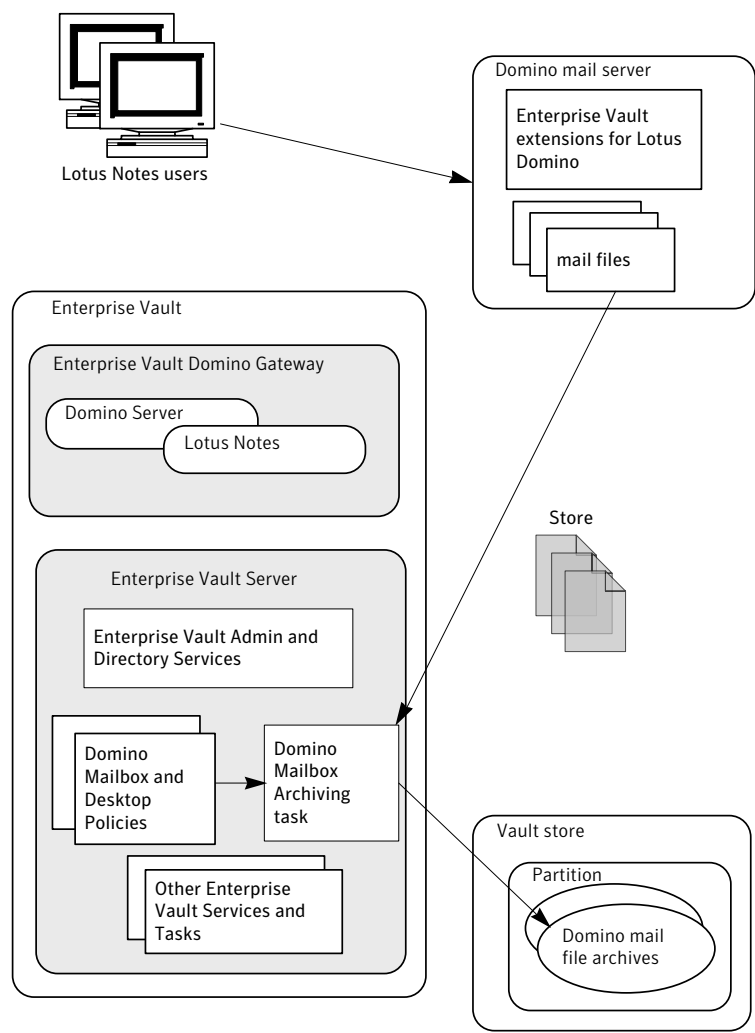 Lotus Notes users
Domino mail server
Enterprise Vault
extensions for Lotus
Domino
mail files
Enterprise Vault
Enterprise Vault Domino Gateway
Domino Server
Lotus Notes
Store
Enterprise Vault Server
Enterprise Vault Admin and
Directory Services
Domino
Mailbox and
Desktop
Policies
Domino
Mailbox
Archiving
task
Other Enterprise
Vault Services and
Tasks
Vault store
Partition
Domino mail
file archives